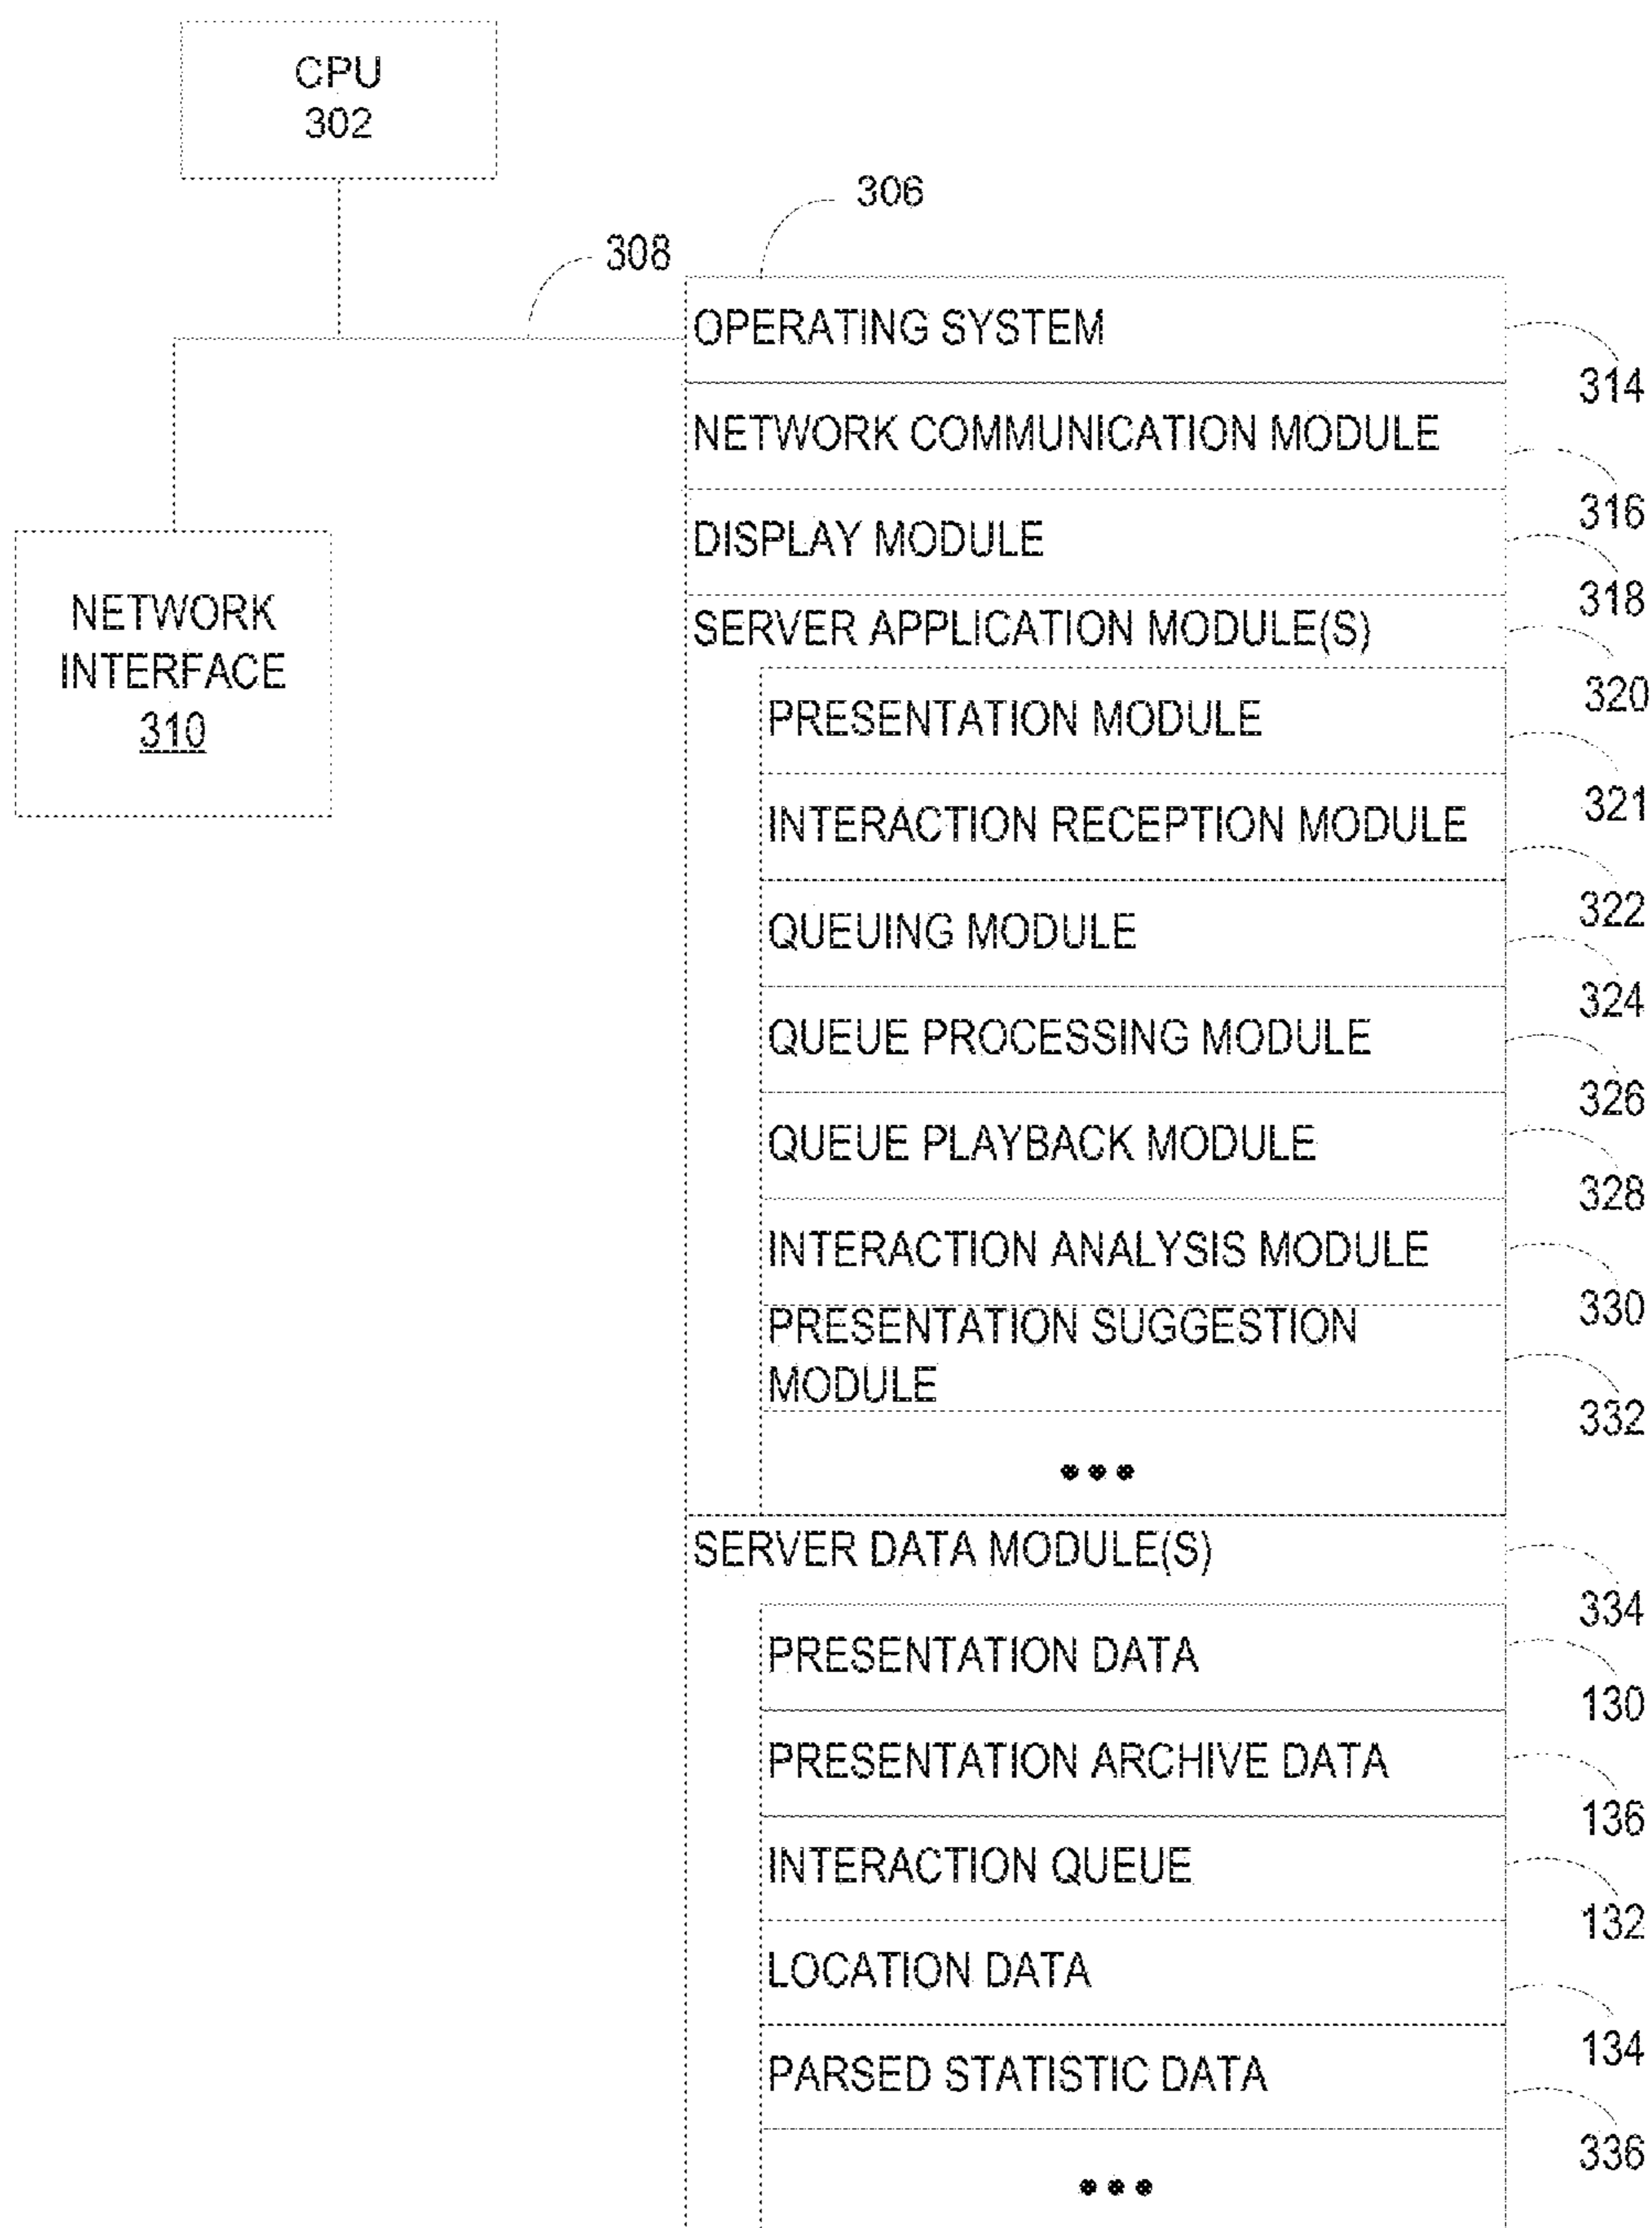 CPU
302
306
308
OPERATING SYSTEM
314
NETWORK COMMUNICATION MODULE
316
DISPLAY MODULE
318
NETWORK
INTERFACE
310
SERVER APPLICATION MODULE(S)
320
PRESENTATION MODULE
321
INTERACTION RECEPTION MODULE
322
QUEUING MODULE
324
QUEUE PROCESSING MODULE
326
QUEUE PLAYBACK MODULE
328
INTERACTION ANALYSIS MODULE
330
PRESENTATION SUGGESTION
MODULE
332
•••
SERVER DATA MODULE(S)
334
PRESENTATION DATA
130
PRESENTATION ARCHIVE DATA
136
INTERACTION QUEUE
132
LOCATION DATA
134
PARSED STATISTIC DATA
336
•••